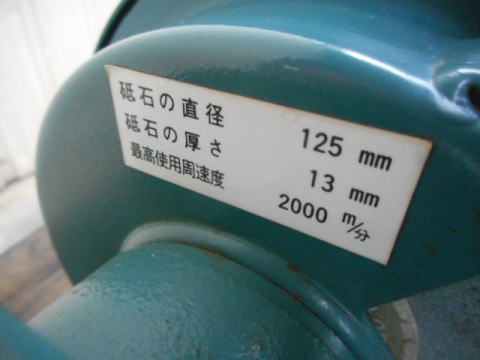 砥石の直径 125 mm
砥石の厚さ 13 mm
最高使用周速度 2000 m/分